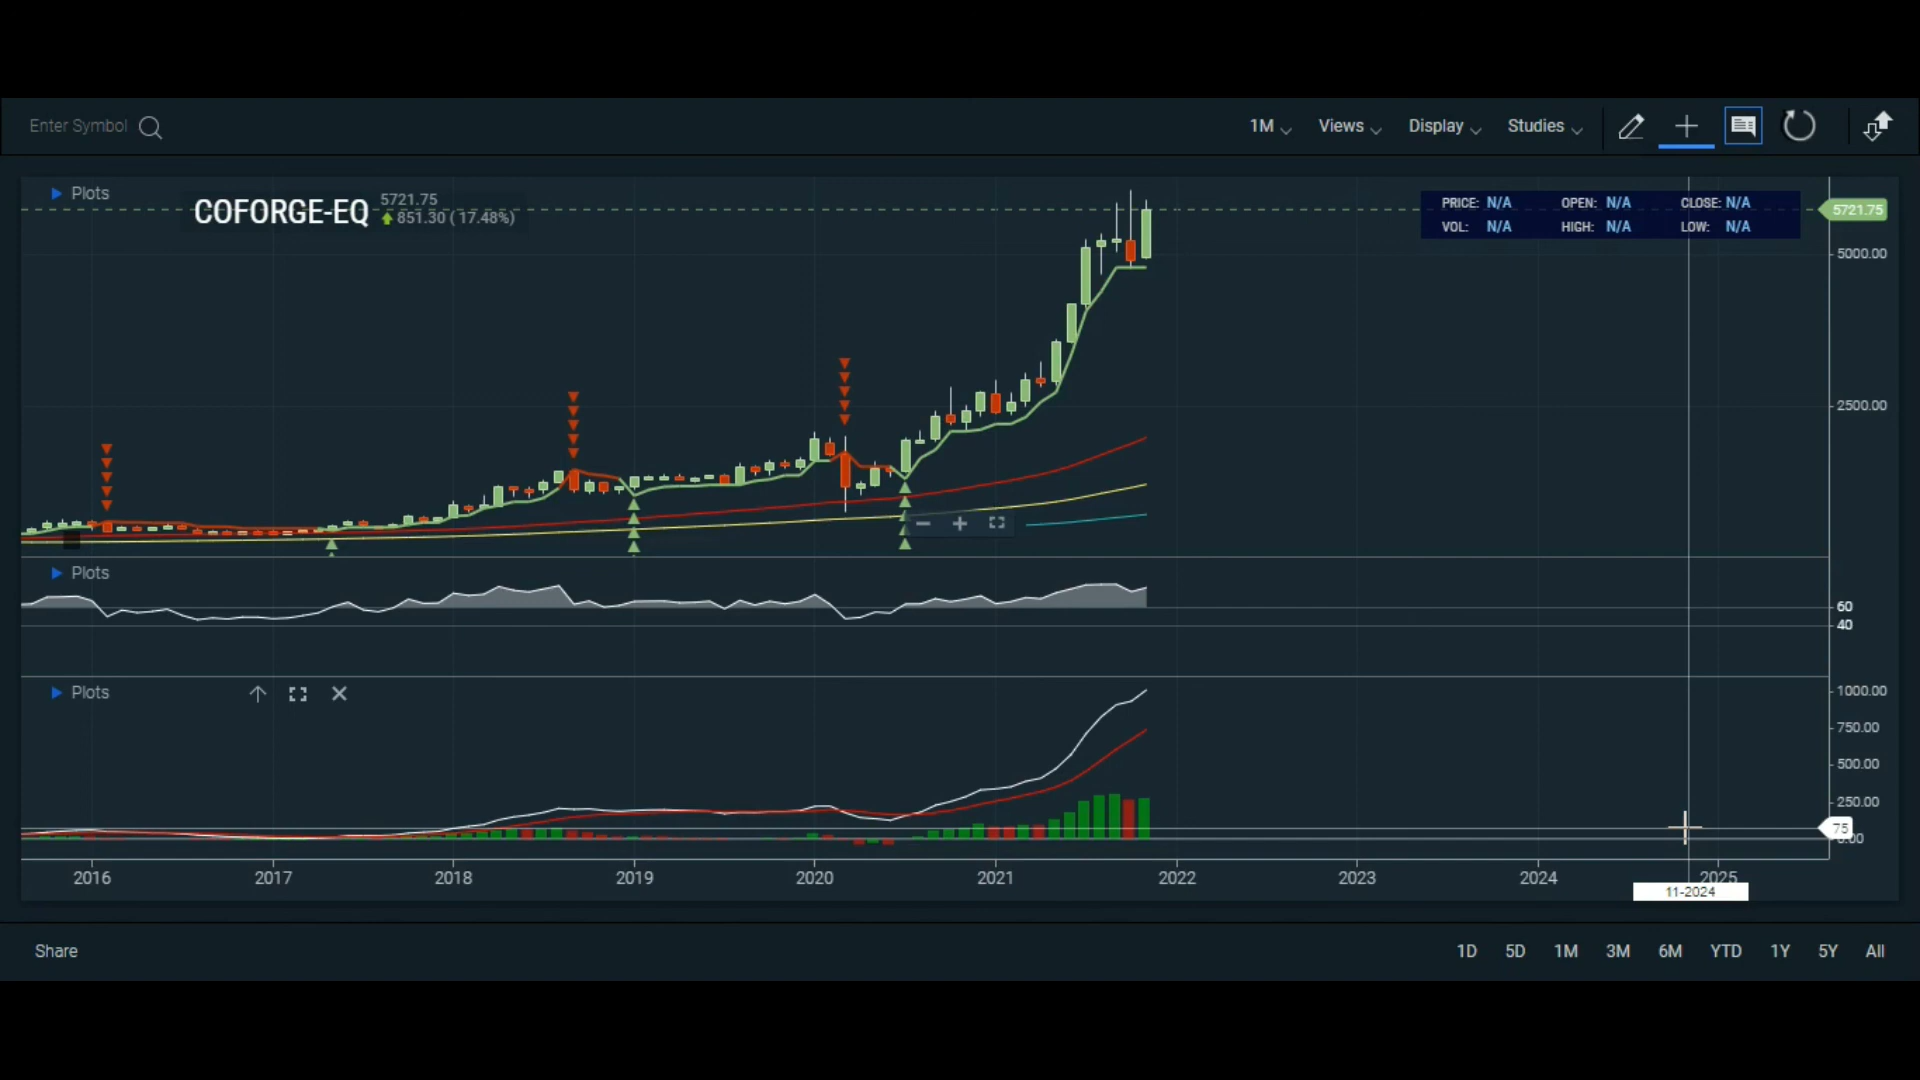 Enter Symbol
1M Views Display Studies
Plots
COFORGE-EQ 5721.75
851.30 (17.48%)
PRICE: N/A OPEN: N/A CLOSE: N/A
VOL: N/A HIGH: N/A LOW: N/A
5721.75
5000.00
2500.00
Plots
60
40
Plots
1000.00
750.00
500.00
250.00
75
0.00
2016 2017 2018 2019 2020 2021 2022 2023 2024 2025
11-2024
Share 1D 5D 1M 3M 6M YTD 1Y 5Y All